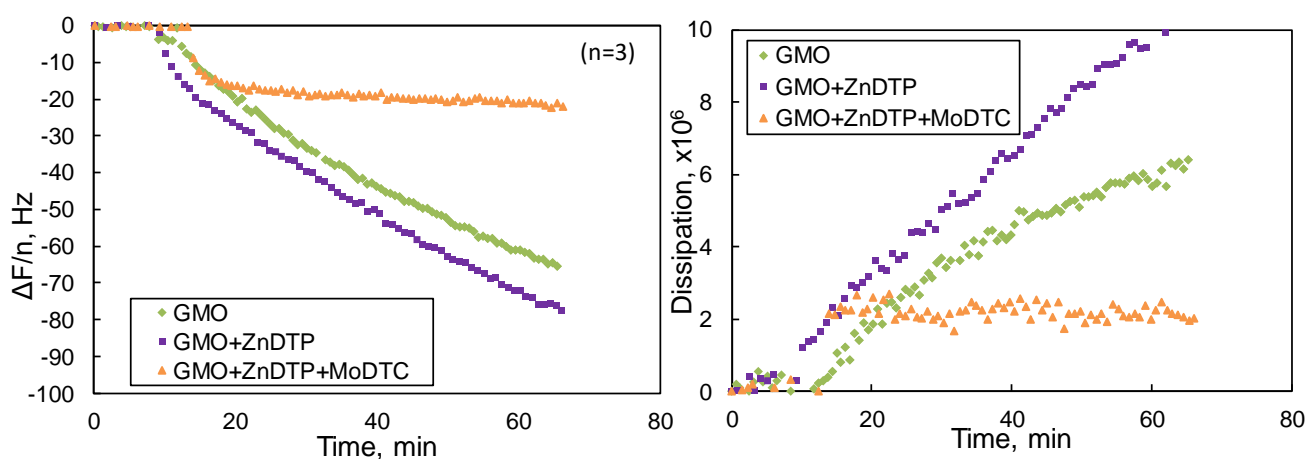 0
-10
-20
-30
-40
-50
-60
-70
-80
-90
-100
ΔF/n, Hz
(n=3)
GMO
GMO+ZnDTP
GMO+ZnDTP+MoDTC
0 20 40 60 80
Time, min
10
8
6
4
2
0
Dissipation, x10⁶
GMO
GMO+ZnDTP
GMO+ZnDTP+MoDTC
0 20 40 60 80
Time, min